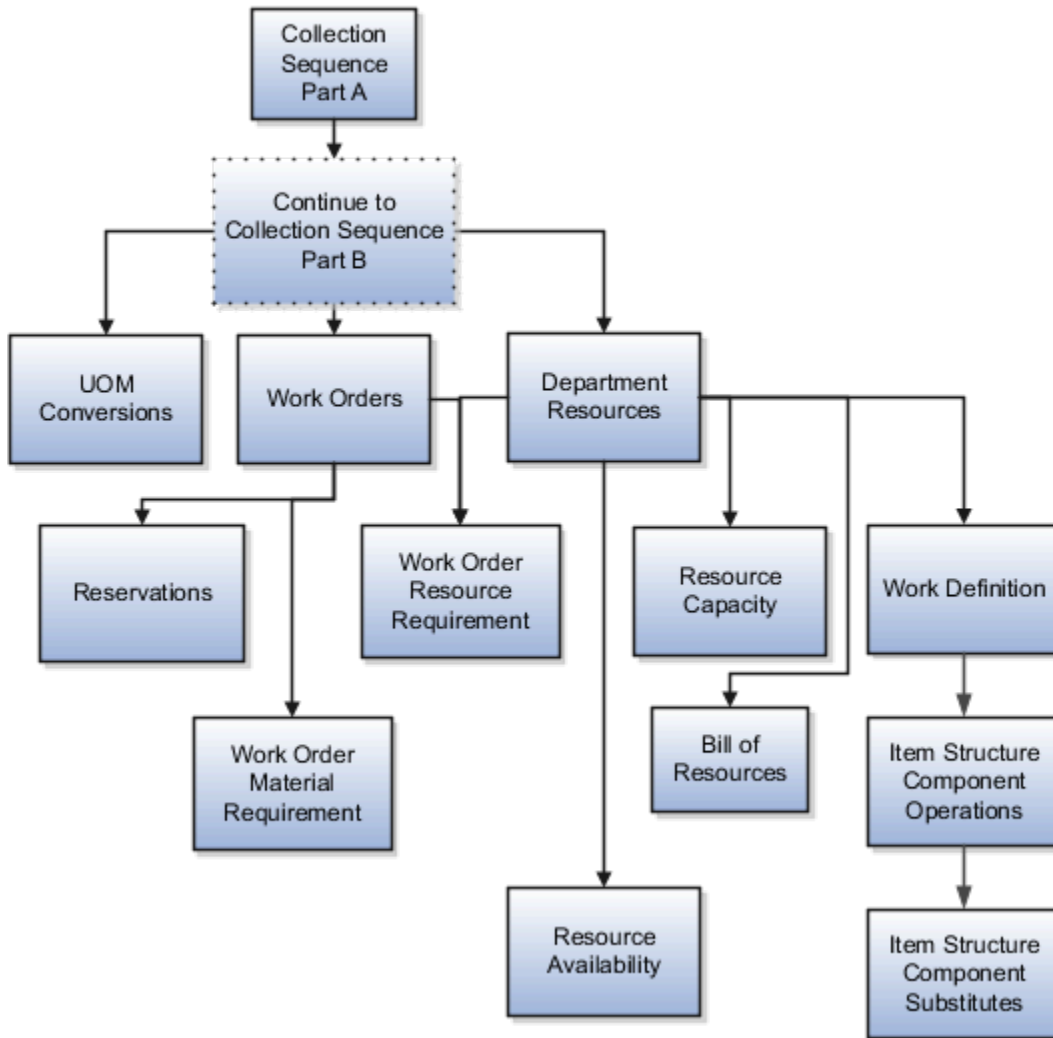 Collection
Sequence
Part A
Continue to
Collection Sequence
Part B
UOM
Conversions
Work Orders
Department
Resources
Reservations
Work Order
Resource
Requirement
Resource
Capacity
Work Definition
Work Order
Material
Requirement
Bill of
Resources
Item Structure
Component
Operations
Resource
Availability
Item Structure
Component
Substitutes